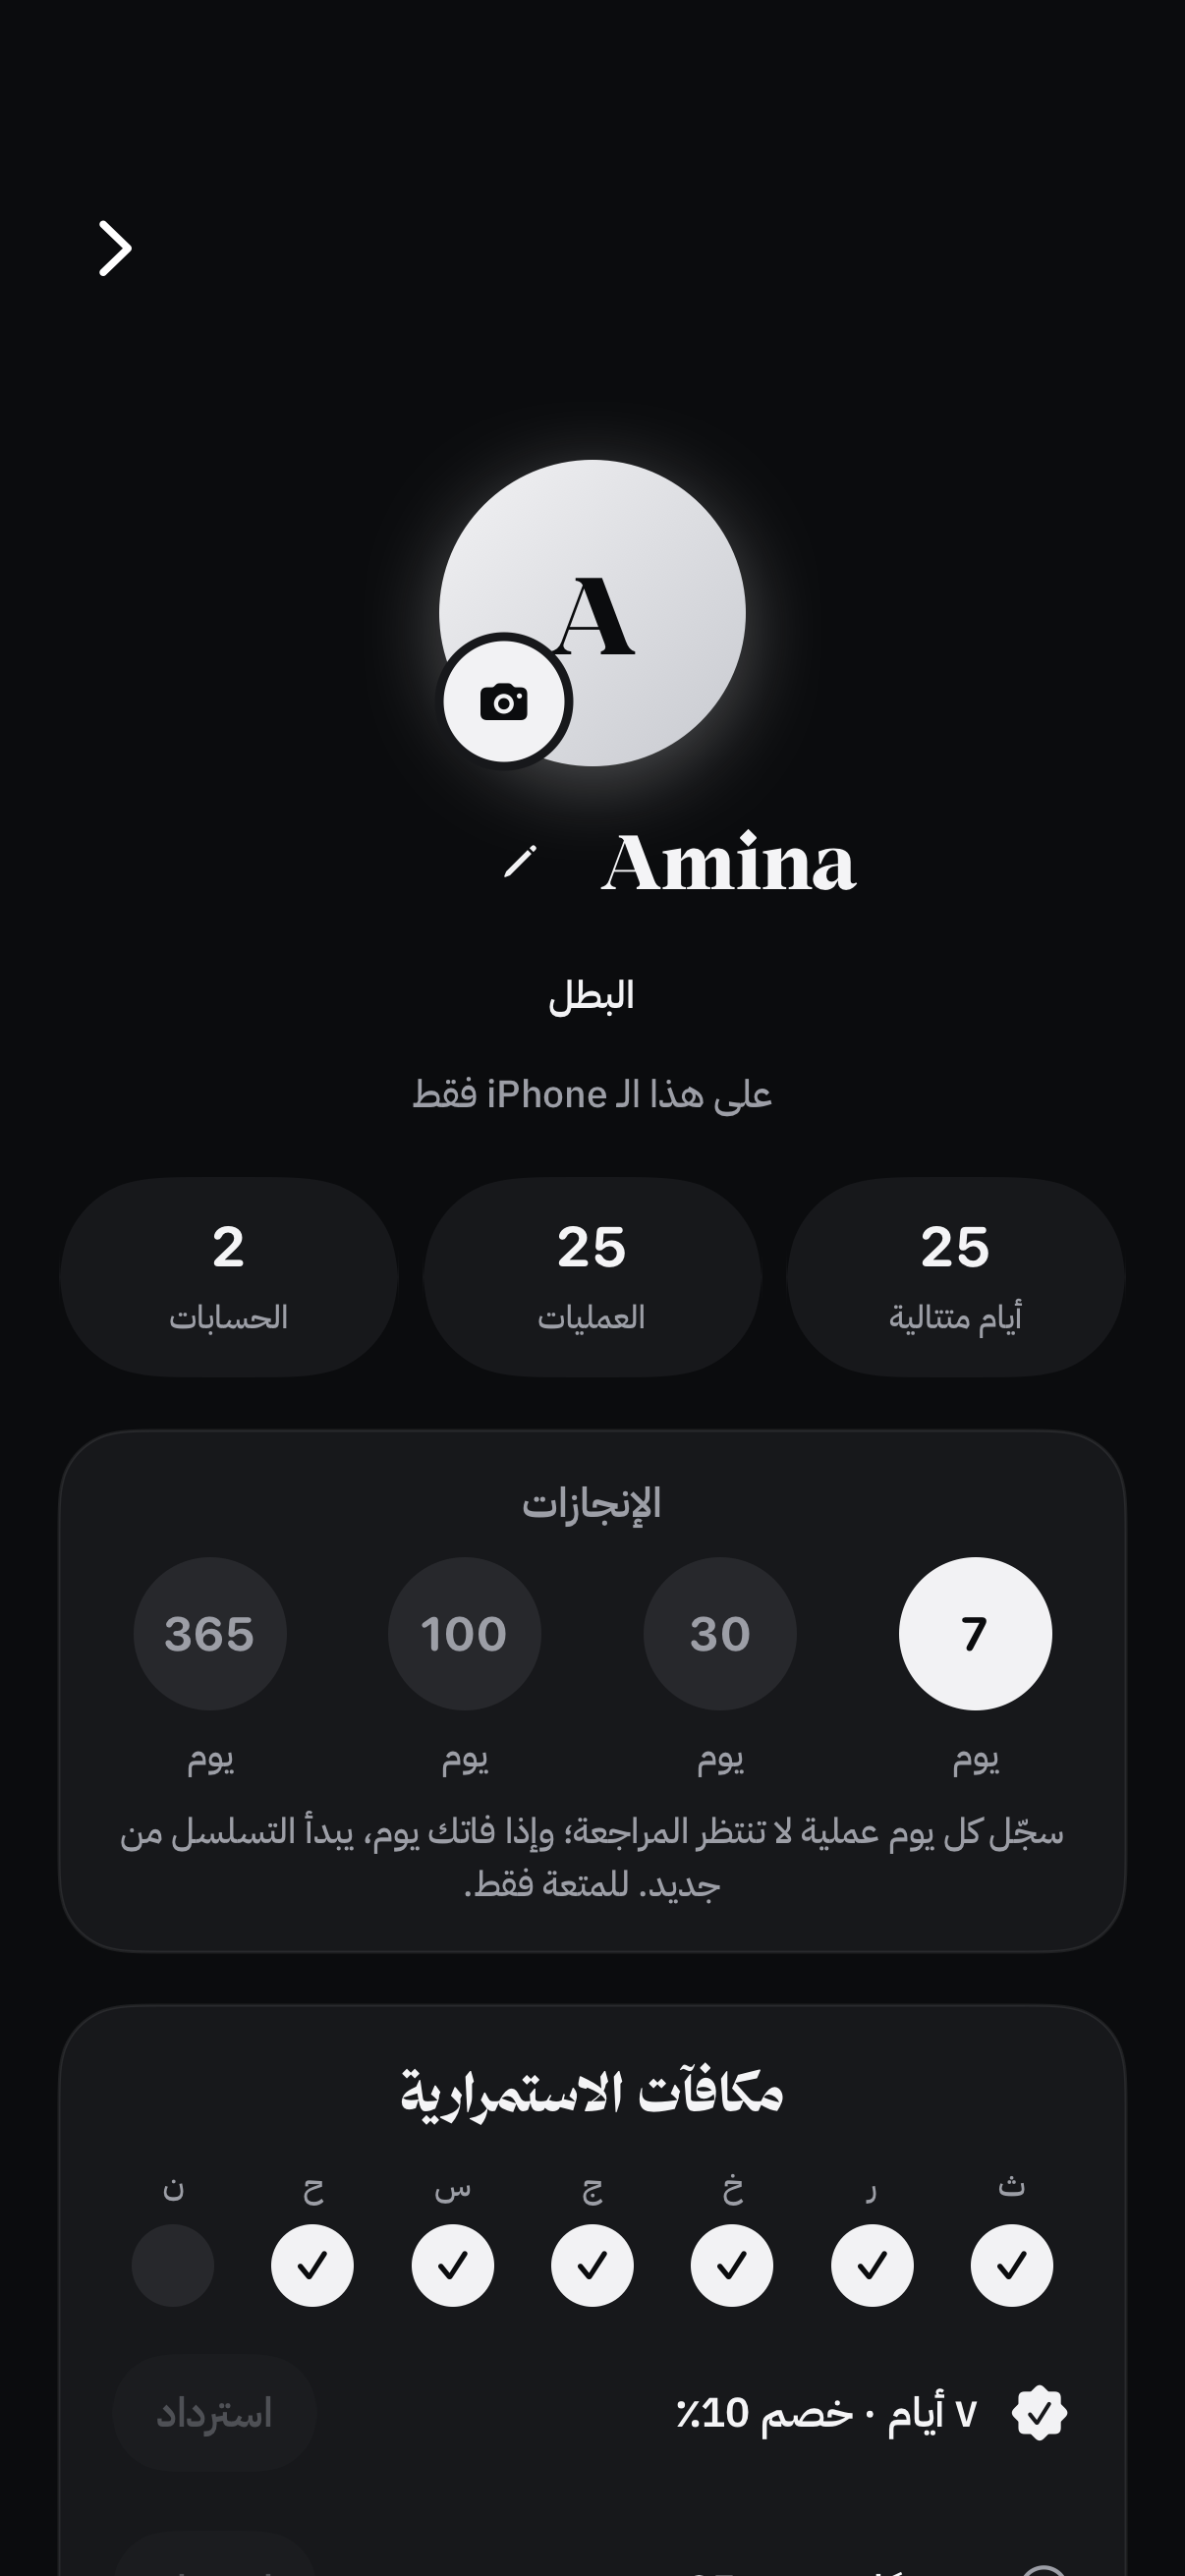 A
Amina
البطل
على هذا الـ iPhone فقط
25 25 2
أيام متتالية العمليات الحسابات
الإنجازات
7 30 100 365
يوم يوم يوم يوم
سجّل كل يوم عملية لا تنتظر المراجعة؛ وإذا فاتك يوم، يبدأ التسلسل من
جديد. للمتعة فقط.
مكافآت الاستمرارية
ث ر خ ج س ح ن
٧ أيام · خصم 10٪ استرداد